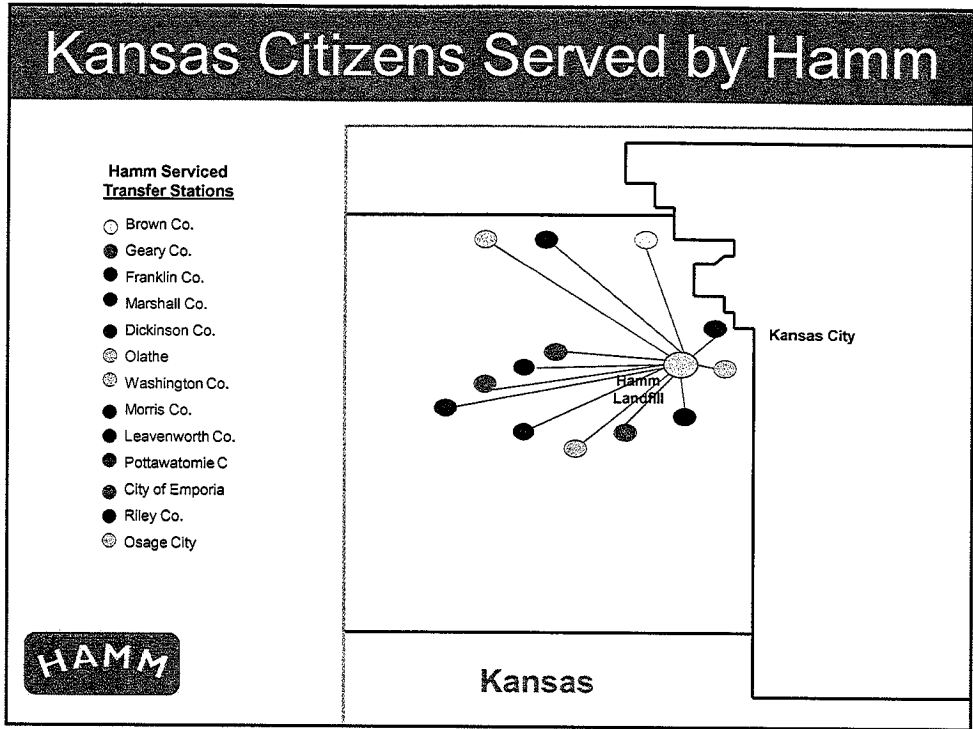 Kansas Citizens Served by Hamm
Hamm Serviced
Transfer Stations
Brown Co.
Geary Co.
Franklin Co.
Marshall Co.
Dickinson Co.
Olathe
Washington Co.
Morris Co.
Leavenworth Co.
Pottawatomie C
City of Emporia
Riley Co.
Osage City
Kansas City
Hamm
Landfill
HAMM
Kansas